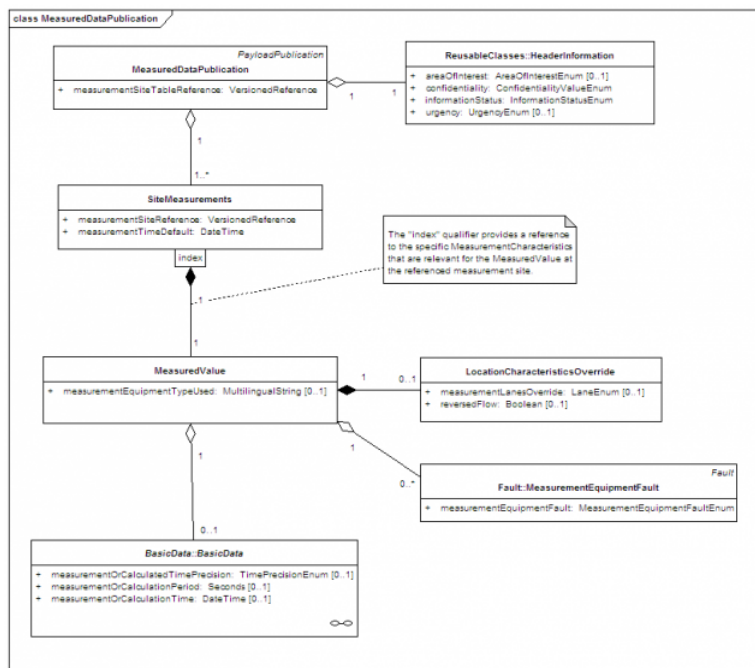 class MeasuredDataPublication
PayloadPublication
MeasuredDataPublication
+ measurementSiteTableReference: VersionedReference
ReusableClasses::HeaderInformation
+ areaOfInterest: AreaOfInterestEnum [0..1]
+ confidentiality: ConfidentialityValueEnum
+ informationStatus: InformationStatusEnum
+ urgency: UrgencyEnum [0..1]
1
1
1
1..*
SiteMeasurements
+ measurementSiteReference: VersionedReference
+ measurementTimeDefault: DateTime
index
The "index" qualifier provides a reference
to the specific MeasurementCharacteristics
that are relevant for the MeasuredValue at
the referenced measurement site.
1
1
MeasuredValue
+ measurementEquipmentTypeUsed: MultilingualString [0..1]
1
0..1
LocationCharacteristicsOverride
+ measurementLanesOverride: LaneEnum [0..1]
+ reversedFlow: Boolean [0..1]
1
1
0..*
Fault
Fault::MeasurementEquipmentFault
+ measurementEquipmentFault: MeasurementEquipmentFaultEnum
0..1
BasicData::BasicData
+ measurementOrCalculatedTimePrecision: TimePrecisionEnum [0..1]
+ measurementOrCalculationPeriod: Seconds [0..1]
+ measurementOrCalculationTime: DateTime [0..1]